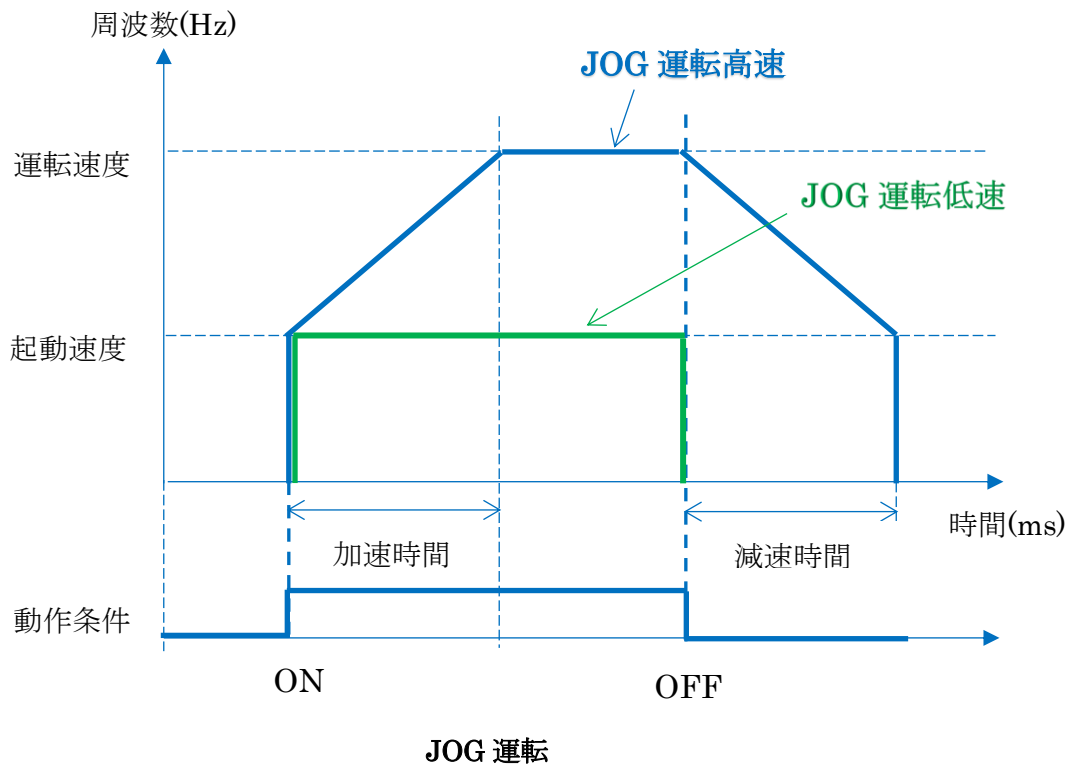 周波数(Hz)
JOG 運転高速
運転速度
JOG 運転低速
起動速度
時間(ms)
加速時間
減速時間
動作条件
ON
OFF
JOG 運転